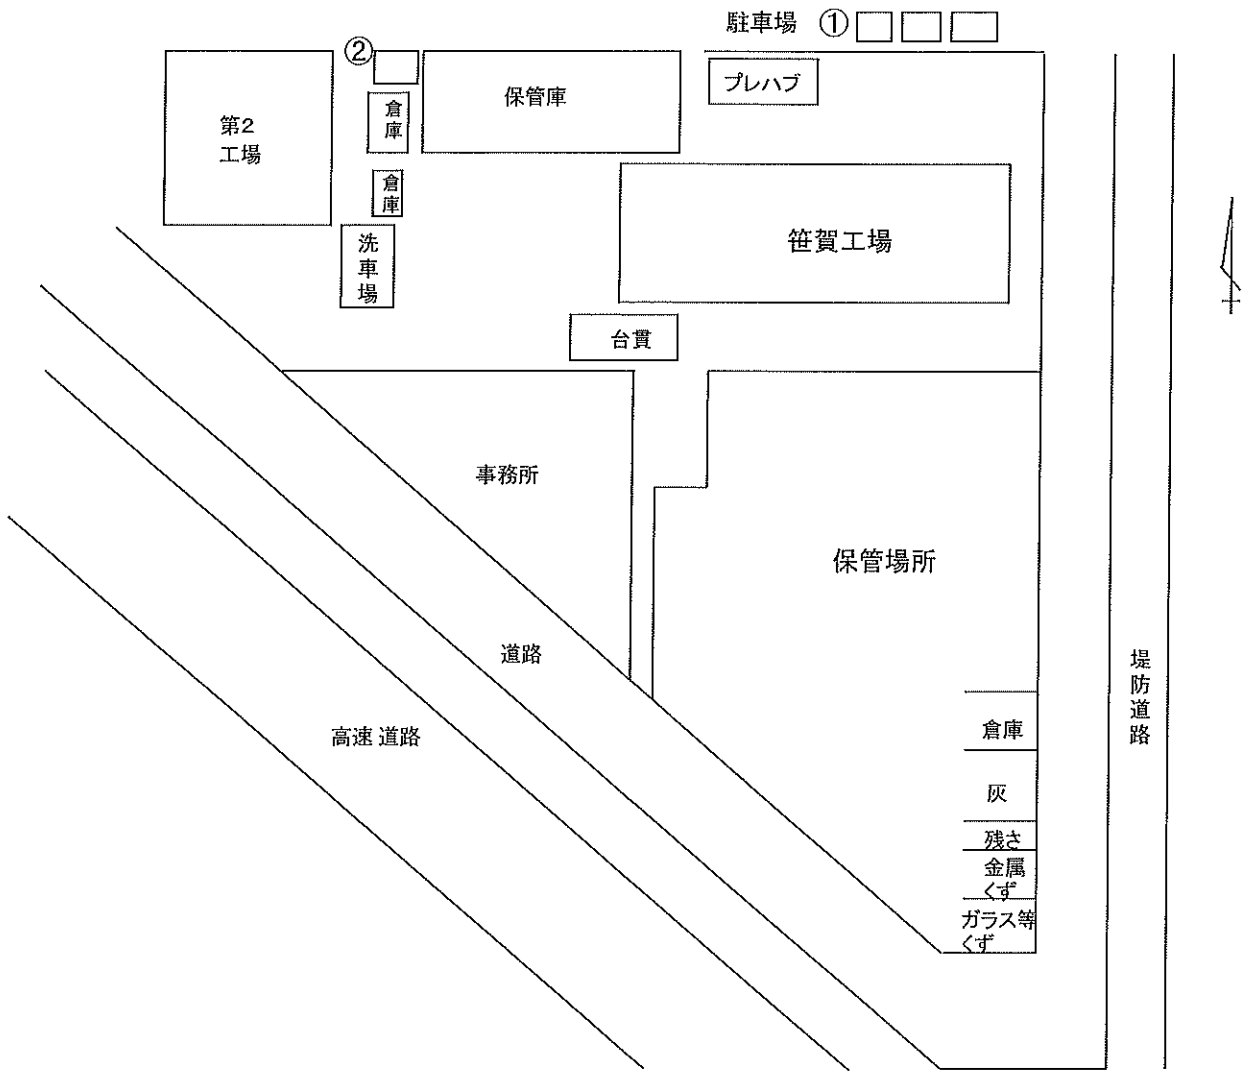 駐車場 ①
②
プレハブ
保管庫
倉庫
第2
工場
倉庫
洗車場
笹賀工場
台貫
事務所
保管場所
道路
高速道路
堤防道路
倉庫
灰
残さ
金属
くず
ガラス等
くず